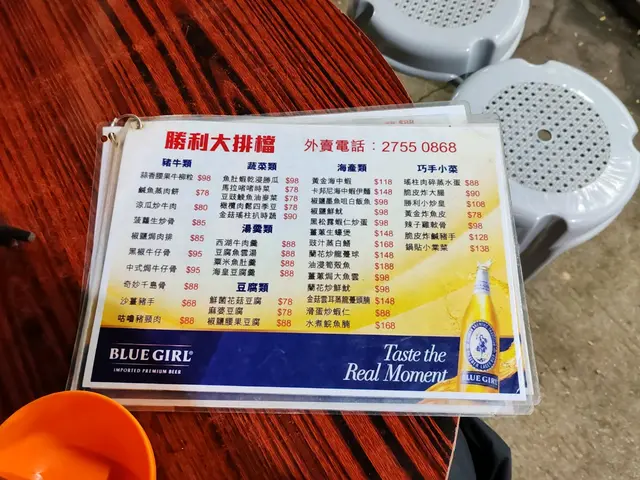 勝利大排檔 外賣電話：2755 0868
豬牛類
蒜香腰果牛柳粒 $98
鹹魚蒸肉餅 $78
涼瓜炒牛肉 $80
菠蘿生炒骨 $85
椒鹽焗肉排 $85
黑椒牛仔骨 $95
中式焗牛仔骨 $95
奇妙千島骨 $88
沙薑豬手 $68
咕嚕豬頸肉 $88
蔬菜類
魚肚蝦乾浸勝瓜 $98
馬拉啫啫時菜 $78
豆豉鯪魚油麥菜 $78
欖欖肉鬆四季豆 $78
金菇瑤柱扒時蔬 $90
湯羹類
西湖牛肉羹 $88
豆腐魚雲湯 $88
粟米魚肚羹 $88
海皇豆腐羹 $88
豆腐類
鮮菌花菇豆腐 $78
麻婆豆腐 $78
椒鹽腰果豆腐 $88
海產類
黃金海中蝦 $118
卡邦尼海中蝦伊麵 $148
椒鹽墨魚咀白飯魚 $98
椒鹽鮮魷 $98
黑松露蝦仁炒蛋 $98
薑蔥生蠔煲 $148
豉汁蒸白鱔 $168
蘭花炒龍躉球 $148
油浸筍殼魚 $188
薑蔥焗大魚雲 $98
蘭花炒鮮魷 $98
金菇雲耳蒸龍躉頭腩 $148
滑蛋炒蝦仁 $88
水煮鯇魚腩 $168
巧手小菜
瑤柱肉碎蒸水蛋 $88
脆皮炸大腸 $90
勝利小炒皇 $108
黃金炸魚皮 $78
辣子雞軟骨 $98
脆皮炸鹹豬手 $128
鍋貼小棠菜 $138
BLUE GIRL
IMPORTED PREMIUM BEER
Taste the
Real Moment
BLUE GIRL